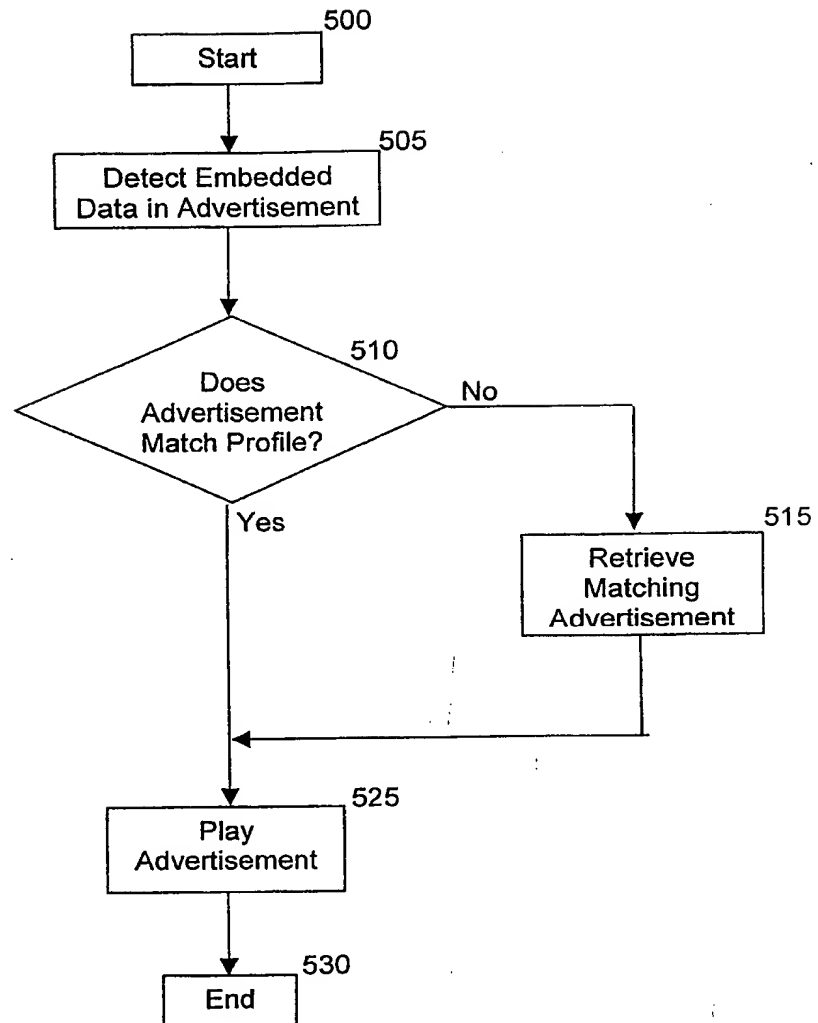 500
Start
505
Detect Embedded
Data in Advertisement
510
Does
Advertisement
Match Profile?
No
Yes
515
Retrieve
Matching
Advertisement
525
Play
Advertisement
530
End